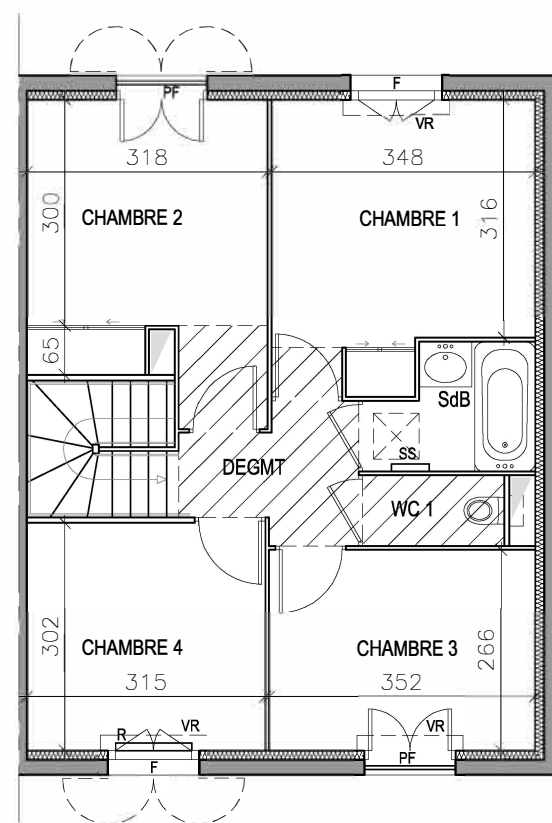 PF
F
VR
318
348
300
CHAMBRE 2
CHAMBRE 1
316
65
SdB
SS
DEGMT
WC 1
302
CHAMBRE 4
CHAMBRE 3
266
315
352
R
VR
VR
F
PF